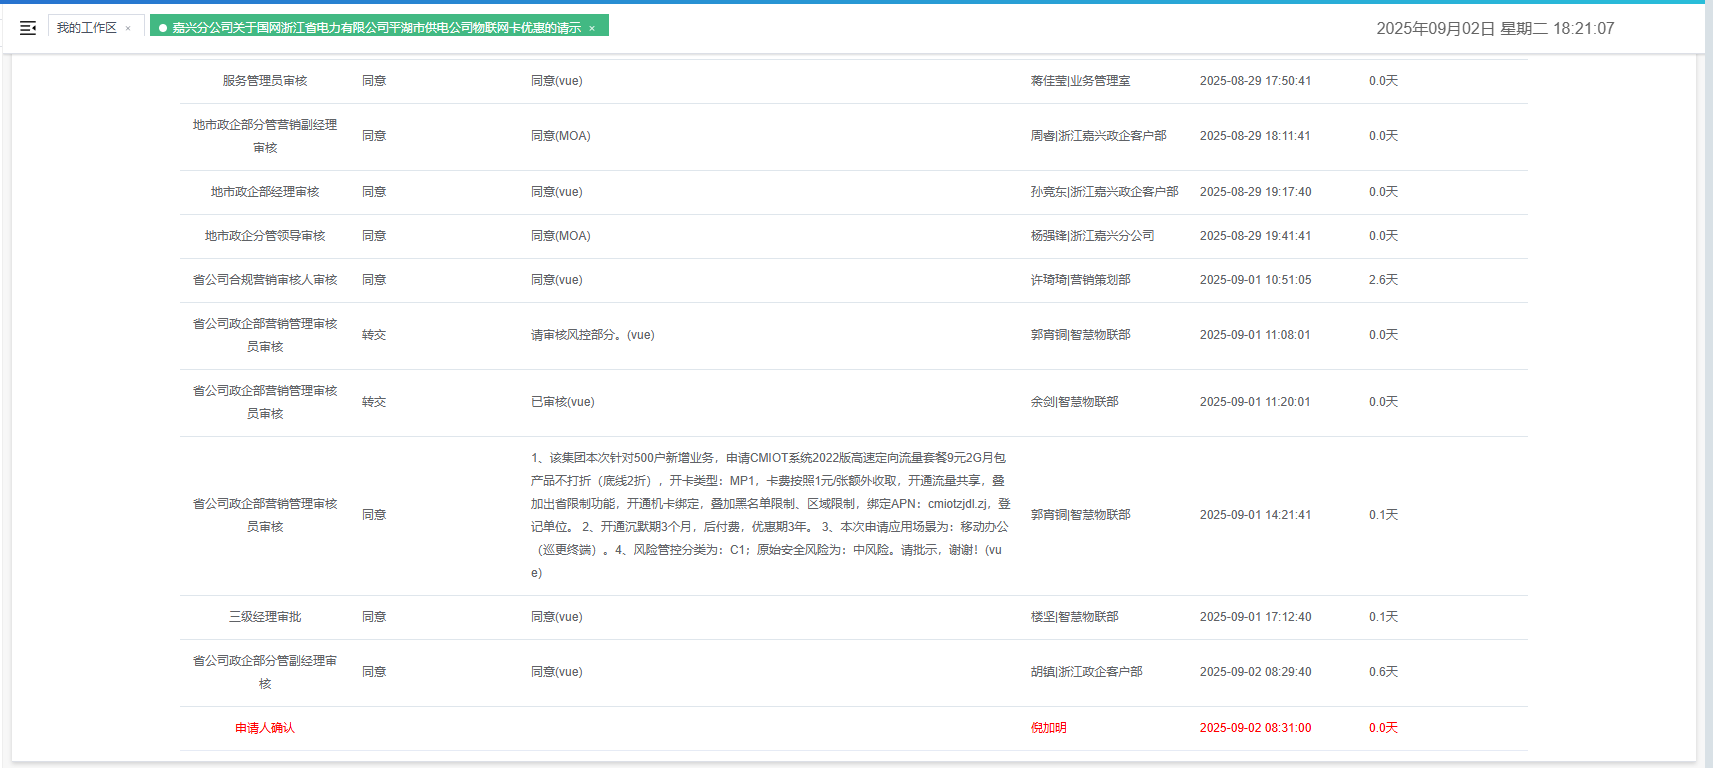 我的工作区 ×
嘉兴分公司关于国网浙江省电力有限公司平湖市供电公司物联网卡优惠的请示 ×
2025年09月02日 星期二 18:21:07
服务管理员审核 同意 同意(vue) 蒋佳莹|业务管理室 2025-08-29 17:50:41 0.0天
地市政企部分管营销副经理
审核 同意 同意(MOA) 周睿|浙江嘉兴政企客户部 2025-08-29 18:11:41 0.0天
地市政企部经理审核 同意 同意(vue) 孙竞东|浙江嘉兴政企客户部 2025-08-29 19:17:40 0.0天
地市政企分管领导审核 同意 同意(MOA) 杨强锋|浙江嘉兴分公司 2025-08-29 19:41:41 0.0天
省公司合规营销审核人审核 同意 同意(vue) 许琦琦|营销策划部 2025-09-01 10:51:05 2.6天
省公司政企部营销管理审核
员审核 转交 请审核风控部分。(vue) 郭宵铜|智慧物联部 2025-09-01 11:08:01 0.0天
省公司政企部营销管理审核
员审核 转交 已审核(vue) 余剑|智慧物联部 2025-09-01 11:20:01 0.0天
省公司政企部营销管理审核
员审核 同意
1、该集团本次针对500户新增业务，申请CMIOT系统2022版高速定向流量套餐9元2G月包
产品不打折（底线2折），开卡类型：MP1，卡费按照1元/张额外收取，开通流量共享，叠
加出省限制功能，开通机卡绑定，叠加黑名单限制、区域限制，绑定APN：cmiotzjdl.zj，登
记单位。 2、开通沉默期3个月，后付费，优惠期3年。 3、本次申请应用场景为：移动办公
（巡更终端）。4、风险管控分类为：C1；原始安全风险为：中风险。请批示，谢谢！(vu
e)
郭宵铜|智慧物联部 2025-09-01 14:21:41 0.1天
三级经理审批 同意 同意(vue) 楼坚|智慧物联部 2025-09-01 17:12:40 0.1天
省公司政企部分管副经理审
核 同意 同意(vue) 胡镇|浙江政企客户部 2025-09-02 08:29:40 0.6天
申请人确认 倪加明 2025-09-02 08:31:00 0.0天